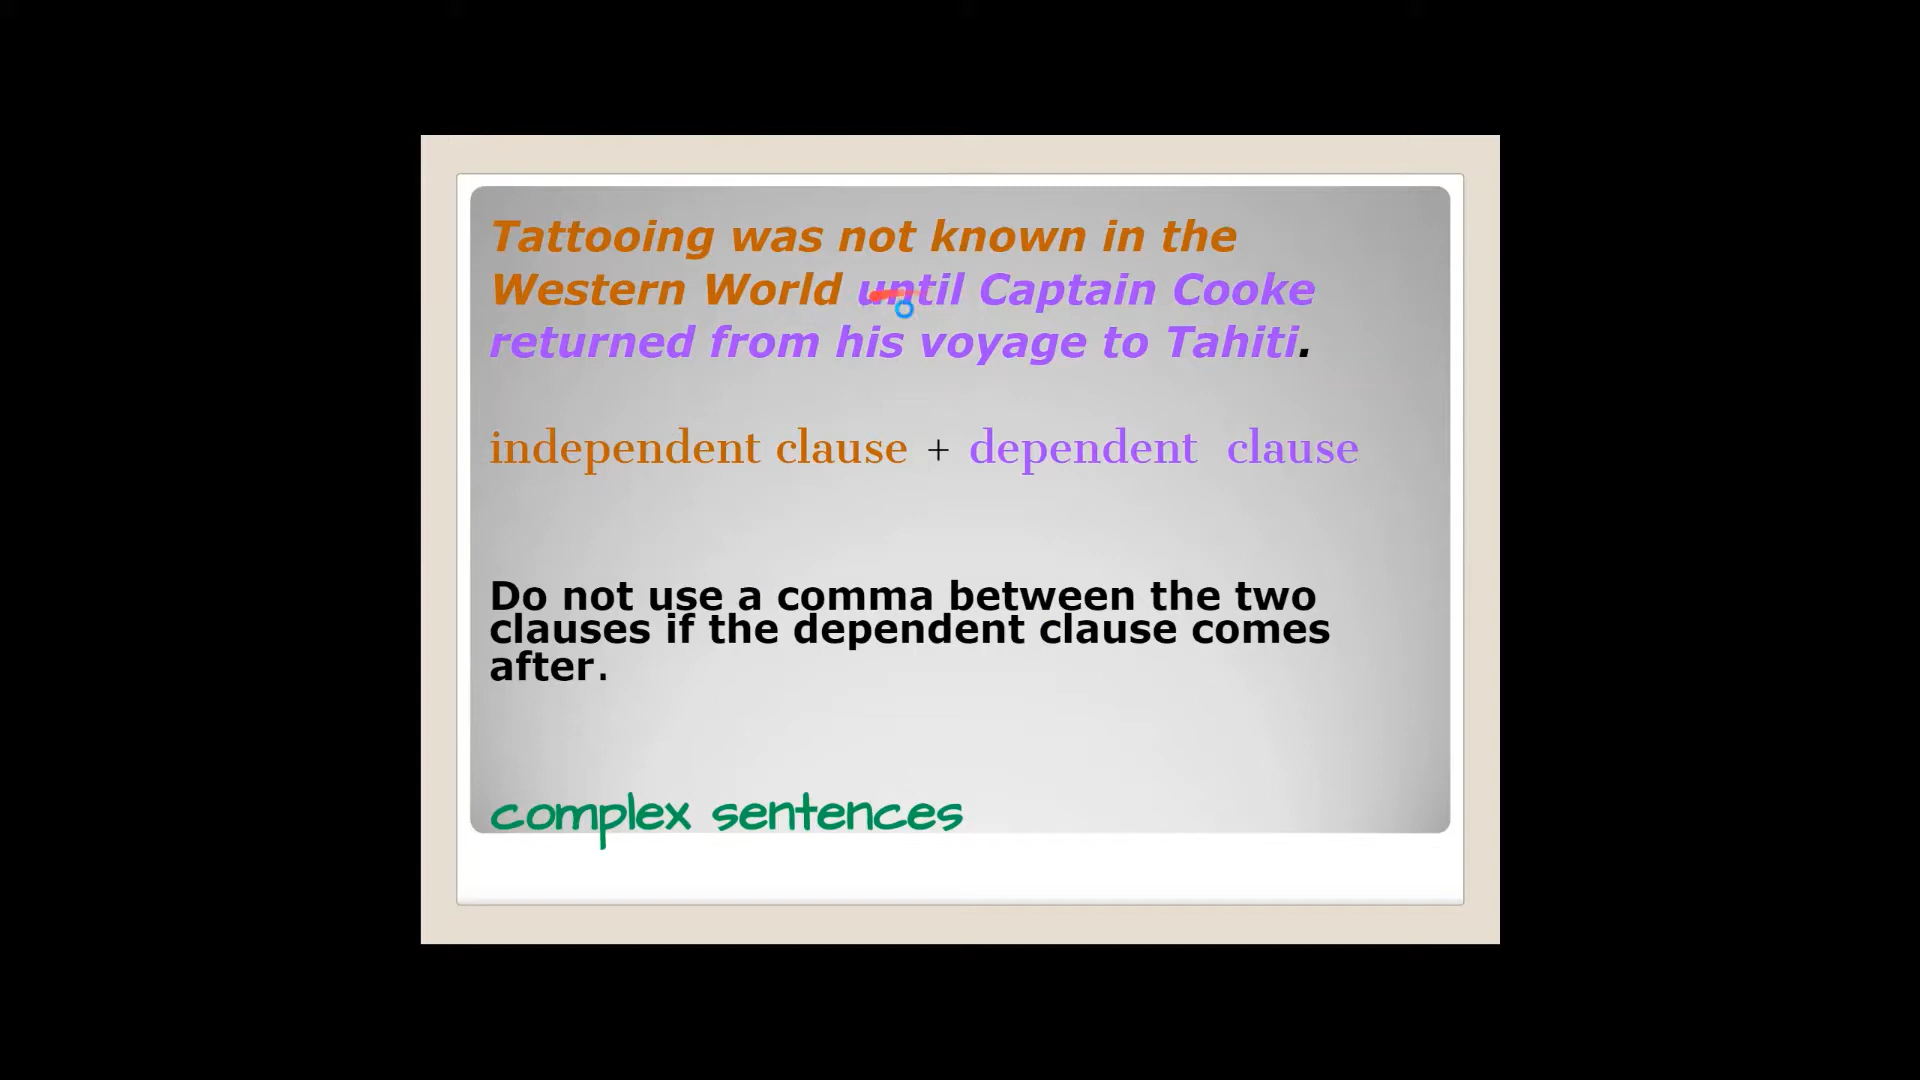 Tattooing was not known in the
Western World until Captain Cooke
returned from his voyage to Tahiti.
independent clause + dependent clause
Do not use a comma between the two
clauses if the dependent clause comes
after.
complex sentences